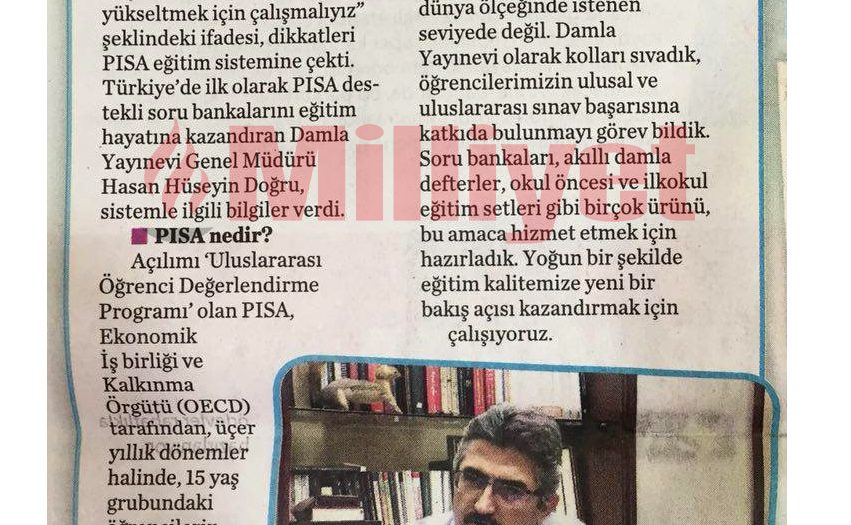 yükseltmek için çalışmalıyız”
şeklindeki ifadesi, dikkatleri
PISA eğitim sistemine çekti.
Türkiye’de ilk olarak PISA des-
tekli soru bankalarını eğitim
hayatına kazandıran Damla
Yayınevi Genel Müdürü
Hasan Hüseyin Doğru,
sistemle ilgili bilgiler verdi.
PISA nedir?
Açılımı ‘Uluslararası
Öğrenci Değerlendirme
Programı’ olan PISA,
Ekonomik
İş birliği ve
Kalkınma
Örgütü (OECD)
tarafından, üçer
yıllık dönemler
halinde, 15 yaş
grubundaki
öğrencilerin
dünya ölçeğinde istenen
seviyede değil. Damla
Yayınevi olarak kolları sıvadık,
öğrencilerimizin ulusal ve
uluslararası sınav başarısına
katkıda bulunmayı görev bildik.
Soru bankaları, akıllı damla
defterler, okul öncesi ve ilkokul
eğitim setleri gibi birçok ürünü,
bu amaca hizmet etmek için
hazırladık. Yoğun bir şekilde
eğitim kalitemize yeni bir
bakış açısı kazandırmak için
çalışıyoruz.
Milliyet